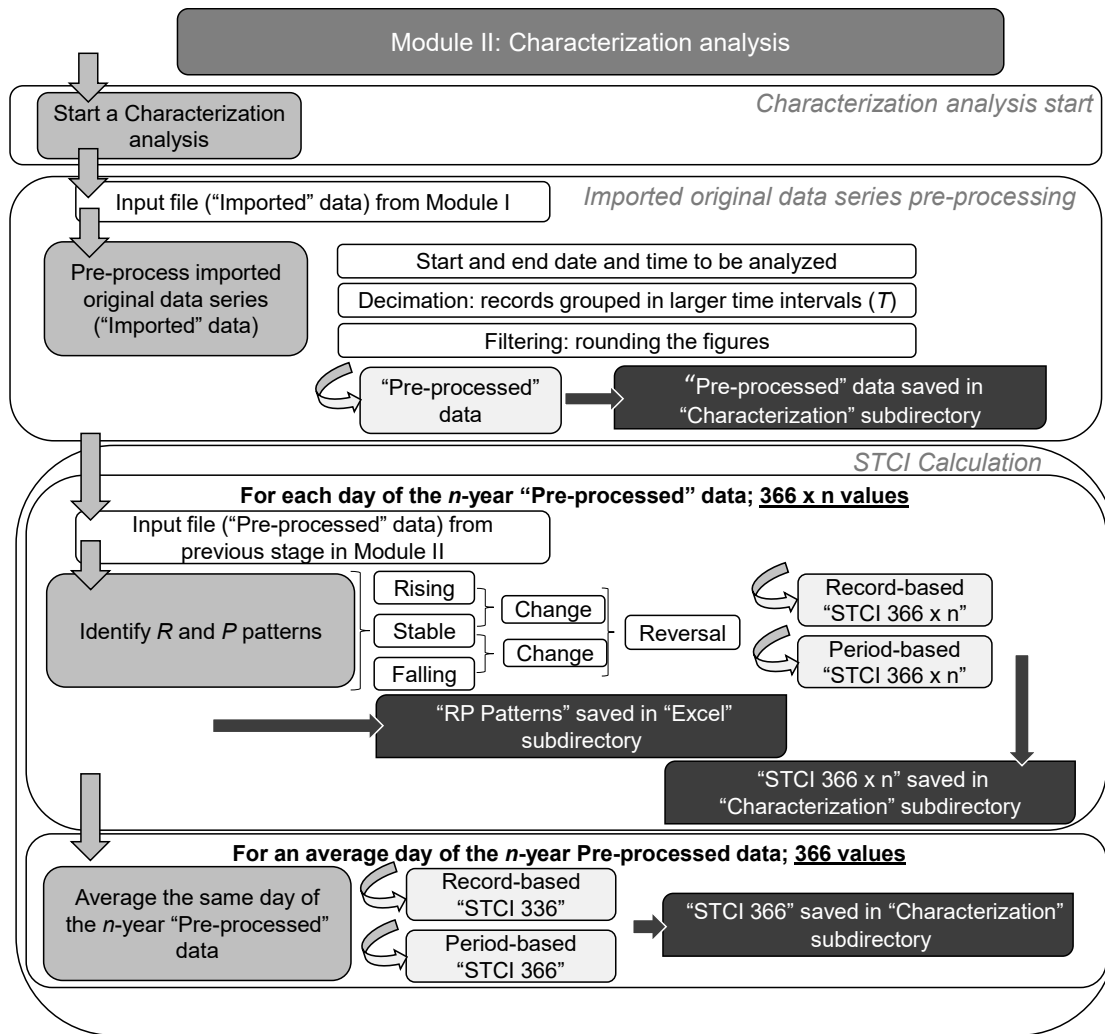 Module II: Characterization analysis
Characterization analysis start
Start a Characterization
analysis
Input file (“Imported” data) from Module I
Imported original data series pre-processing
Pre-process imported
original data series
(“Imported” data)
Start and end date and time to be analyzed
Decimation: records grouped in larger time intervals (T)
Filtering: rounding the figures
“Pre-processed”
data
“Pre-processed” data saved in
“Characterization” subdirectory
STCI Calculation
For each day of the n-year “Pre-processed” data; 366 x n values
Input file (“Pre-processed” data) from
previous stage in Module II
Identify R and P patterns
Rising
Stable
Falling
Change
Change
Reversal
Record-based
“STCI 366 x n”
Period-based
“STCI 366 x n”
“RP Patterns” saved in “Excel”
subdirectory
“STCI 366 x n” saved in
“Characterization” subdirectory
For an average day of the n-year Pre-processed data; 366 values
Average the same day of
the n-year “Pre-processed”
data
Record-based
“STCI 336”
Period-based
“STCI 366”
“STCI 366” saved in “Characterization”
subdirectory